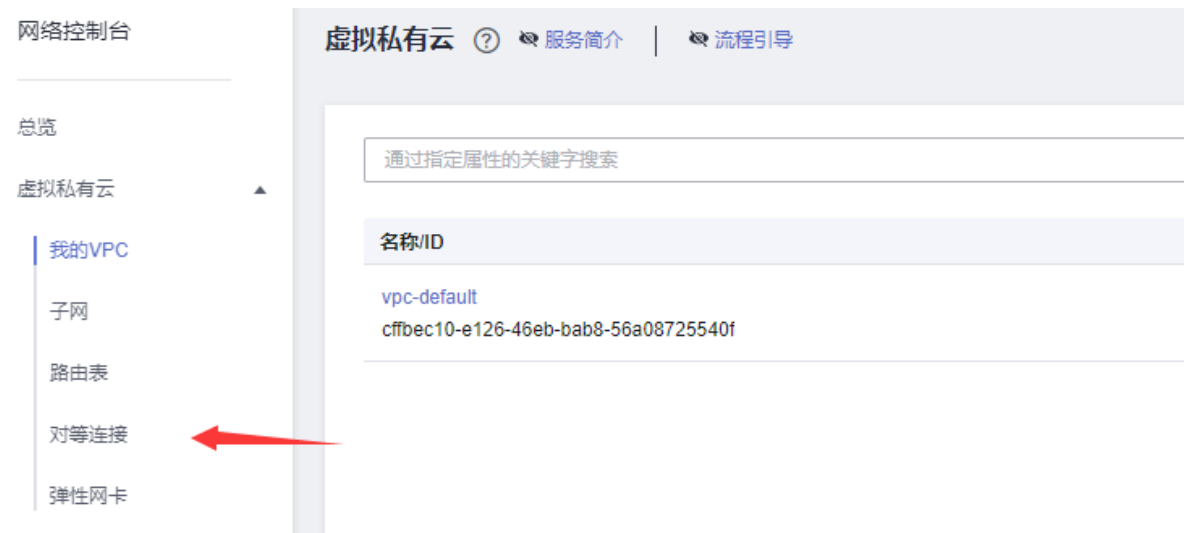 网络控制台
总览
虚拟私有云
我的VPC
子网
路由表
对等连接
弹性网卡
虚拟私有云 ? 服务简介 | 流程引导
通过指定属性的关键字搜索
名称/ID
vpc-default
cffbec10-e126-46eb-bab8-56a08725540f